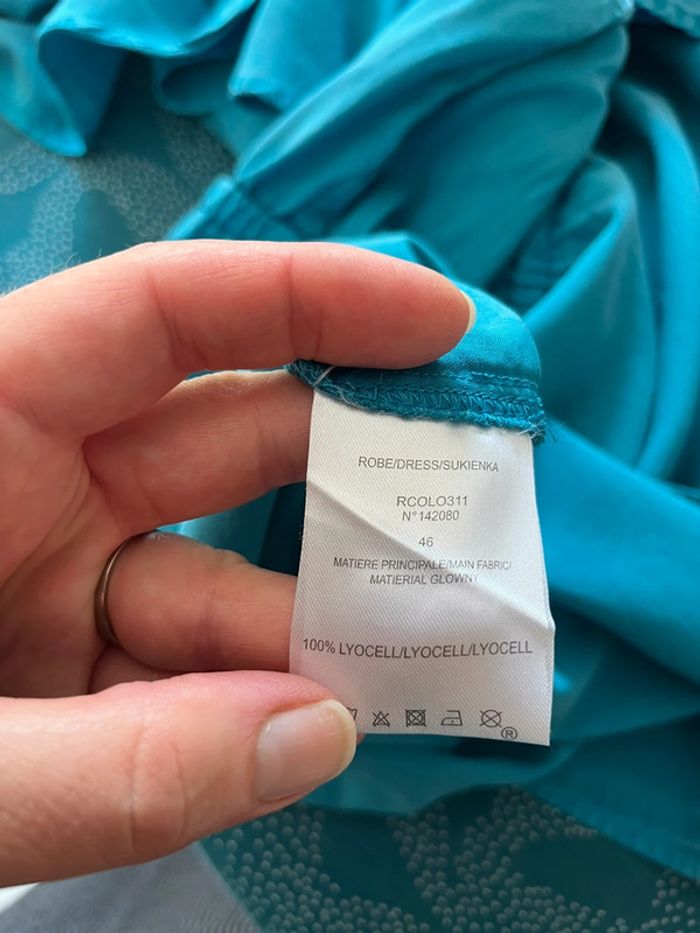 ROBE/DRESS/SUKIENKA
RCOLO311
N°142080
46
MATIERE PRINCIPALE/MAIN FABRIC/
MATIERIAL GLOWNY
100% LYOCELL/LYOCELL/LYOCELL
®